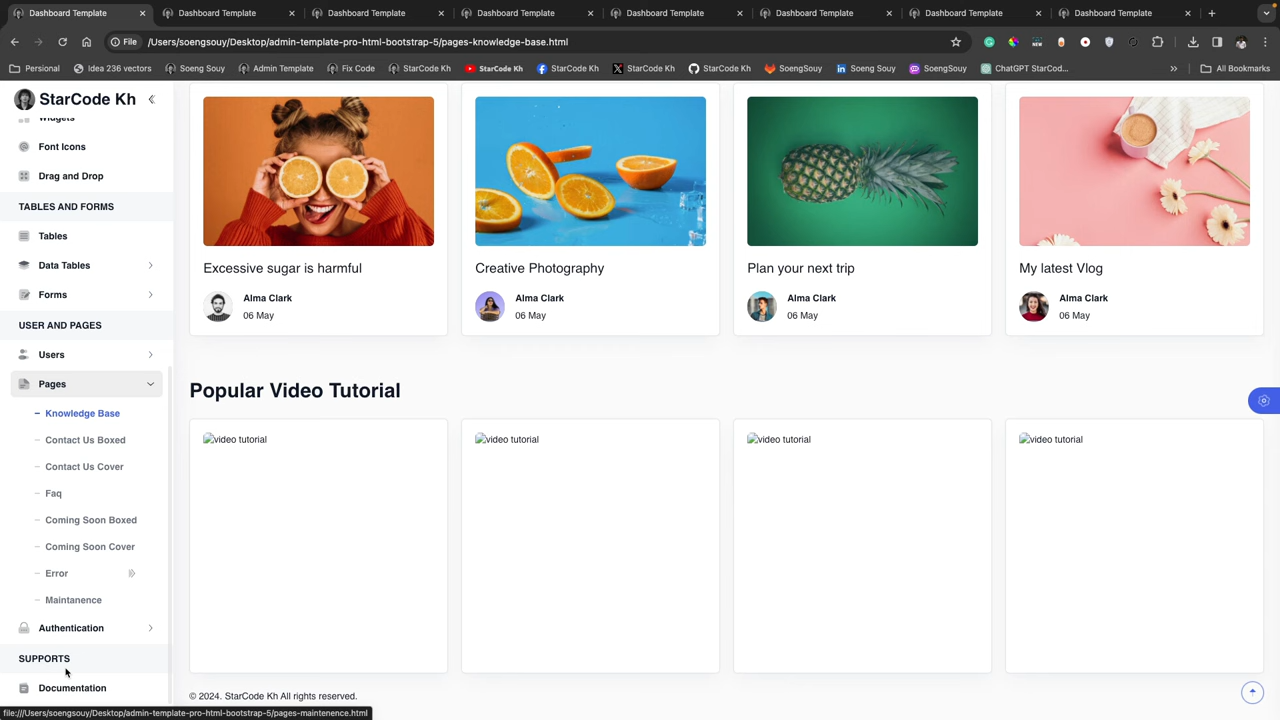 Dashboard Template
Dashboard Template
Dashboard Template
Dashboard Template
Dashboard Template
Dashboard Template
Dashboard Template
Dashboard Template
File
/Users/soengsouy/Desktop/admin-template-pro-html-bootstrap-5/pages-knowledge-base.html
Personal
Idea 236 vectors
Soeng Souy
Admin Template
Fix Code
StarCode Kh
StarCode Kh
StarCode Kh
StarCode Kh
StarCode Kh
SoengSouy
Soeng Souy
SoengSouy
ChatGPT StarCod...
All Bookmarks
StarCode Kh
Widgets
Font Icons
Drag and Drop
TABLES AND FORMS
Tables
Data Tables
Forms
USER AND PAGES
Users
Pages
Knowledge Base
Contact Us Boxed
Contact Us Cover
Faq
Coming Soon Boxed
Coming Soon Cover
Error
Maintanence
Authentication
SUPPORTS
Documentation
Excessive sugar is harmful
Alma Clark
06 May
Creative Photography
Alma Clark
06 May
Plan your next trip
Alma Clark
06 May
My latest Vlog
Alma Clark
06 May
Popular Video Tutorial
video tutorial
video tutorial
video tutorial
video tutorial
© 2024. StarCode Kh All rights reserved.
file:///Users/soengsouy/Desktop/admin-template-pro-html-bootstrap-5/pages-maintenence.html